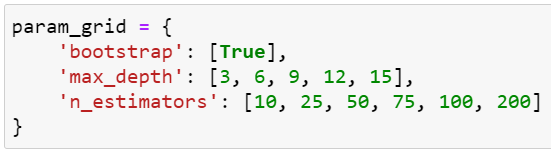 param_grid = {
    'bootstrap': [True],
    'max_depth': [3, 6, 9, 12, 15],
    'n_estimators': [10, 25, 50, 75, 100, 200]
}